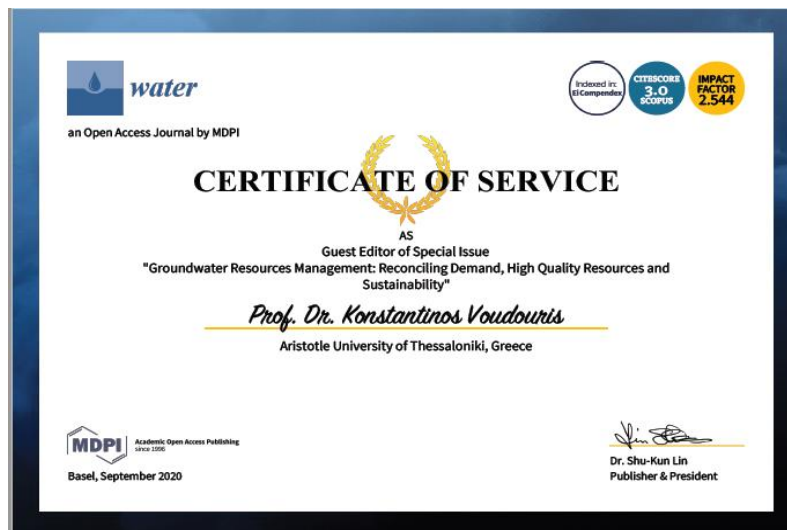 water
Indexed in:
Ei Compendex
CITESCORE
3.0
SCOPUS
IMPACT
FACTOR
2.544
an Open Access Journal by MDPI
CERTIFICATE OF SERVICE
AS
Guest Editor of Special Issue
"Groundwater Resources Management: Reconciling Demand, High Quality Resources and
Sustainability"
Prof. Dr. Konstantinos Voudouris
Aristotle University of Thessaloniki, Greece
MDPI
Academic Open Access Publishing
since 1996
Basel, September 2020
Dr. Shu-Kun Lin
Publisher & President